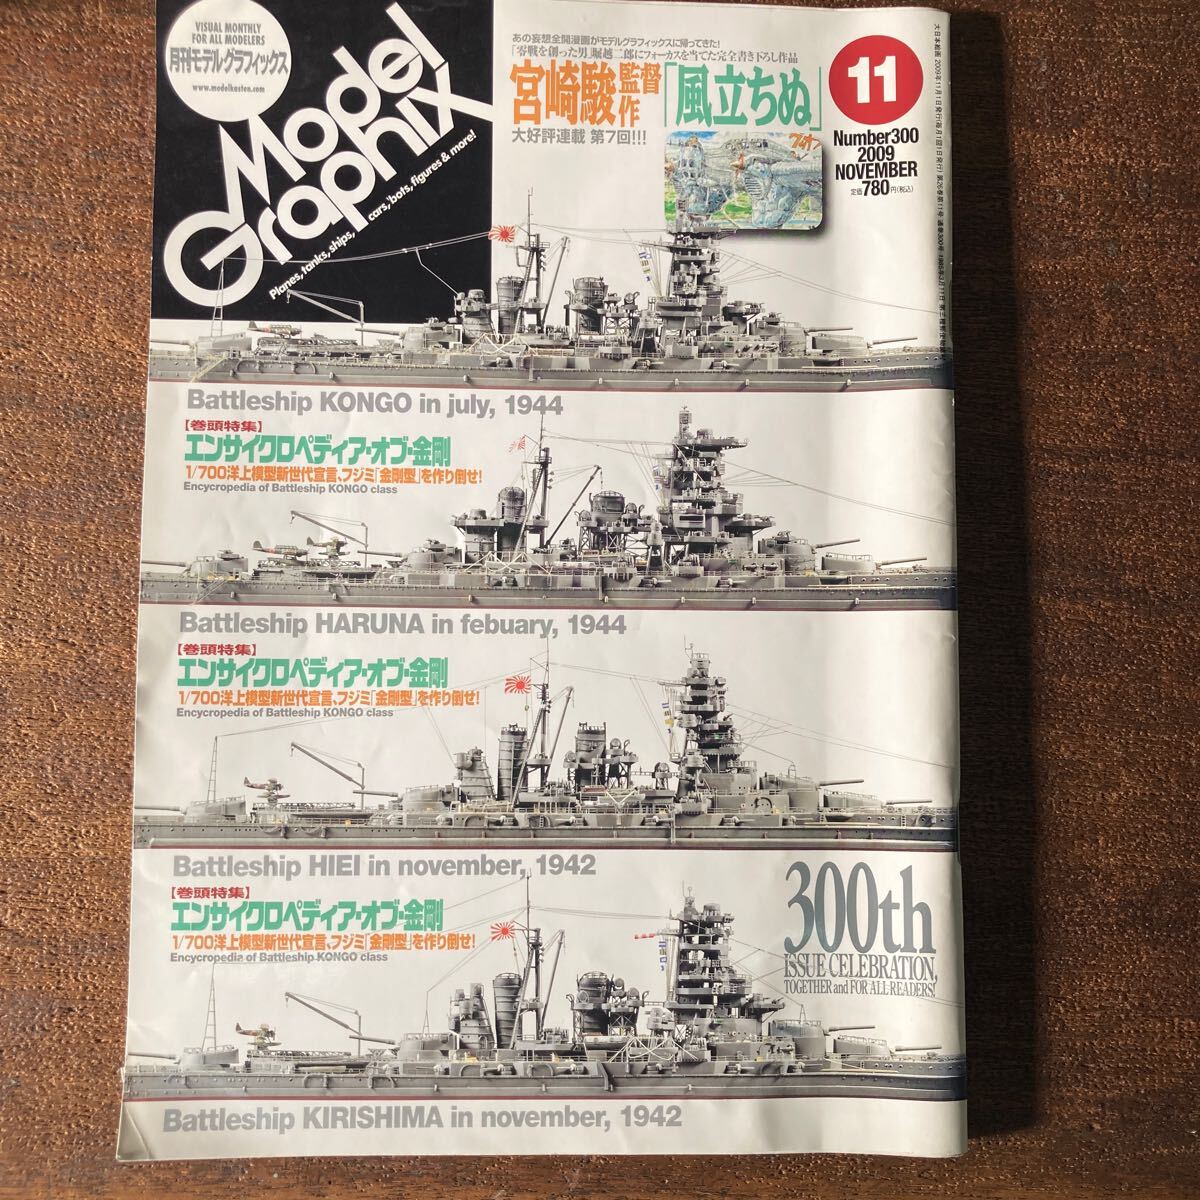 VISUAL MONTHLY
FOR ALL MODELERS
月刊モデルグラフィックス
www.modelkasten.com
Model
Graphix
Planes, tanks, ships, cars, 'bots, figures & more!
あの妄想全開漫画がモデルグラフィックスに帰ってきた!
「零戦を創った男」堀越二郎にフォーカスを当てた完全書き下ろし作品
宮崎駿監督作「風立ちぬ」
大好評連載 第7回!!!
11
Number300
2009
NOVEMBER
定価780円(税込)
Battleship KONGO in july, 1944
【巻頭特集】
エンサイクロペディア・オブ・金剛
1/700洋上模型新世代宣言、フジミ「金剛型」を作り倒せ!
Encycropedia of Battleship KONGO class
Battleship HARUNA in febuary, 1944
【巻頭特集】
エンサイクロペディア・オブ・金剛
1/700洋上模型新世代宣言、フジミ「金剛型」を作り倒せ!
Encycropedia of Battleship KONGO class
Battleship HIEI in november, 1942
【巻頭特集】
エンサイクロペディア・オブ・金剛
1/700洋上模型新世代宣言、フジミ「金剛型」を作り倒せ!
Encycropedia of Battleship KONGO class
300th
ISSUE CELEBRATION,
TOGETHER and FOR ALL READERS!
Battleship KIRISHIMA in november, 1942